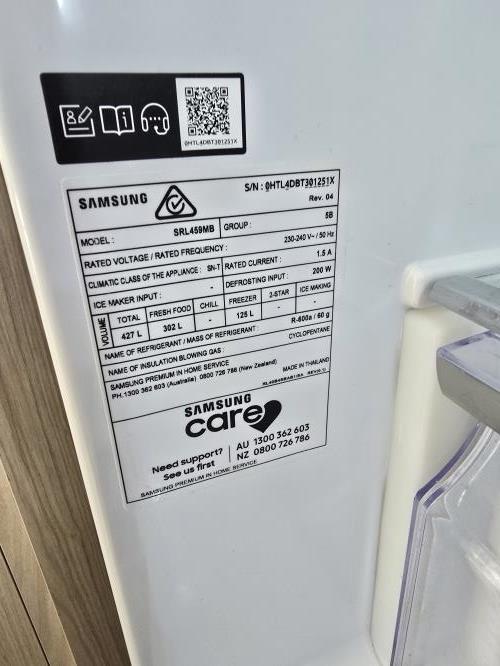 0HTL4DBT301251X
SAMSUNG
S/N : 0HTL4DBT301251X
Rev. 04
MODEL : SRL459MB GROUP : 5B
RATED VOLTAGE / RATED FREQUENCY : 230-240 V~ / 50 Hz
CLIMATIC CLASS OF THE APPLIANCE : SN-T RATED CURRENT : 1.5 A
ICE MAKER INPUT : - DEFROSTING INPUT : 200 W
VOLUME TOTAL FRESH FOOD CHILL FREEZER 2-STAR ICE MAKING
427 L 302 L - 125 L - -
NAME OF REFRIGERANT / MASS OF REFRIGERANT : R-600a / 60 g
NAME OF INSULATION BLOWING GAS : CYCLOPENTANE
SAMSUNG PREMIUM IN HOME SERVICE
PH.1300 362 603 (Australia) 0800 726 786 (New Zealand) MADE IN THAILAND
SAMSUNG
care
Need support?
See us first
AU 1300 362 603
NZ 0800 726 786
SAMSUNG PREMIUM IN HOME SERVICE